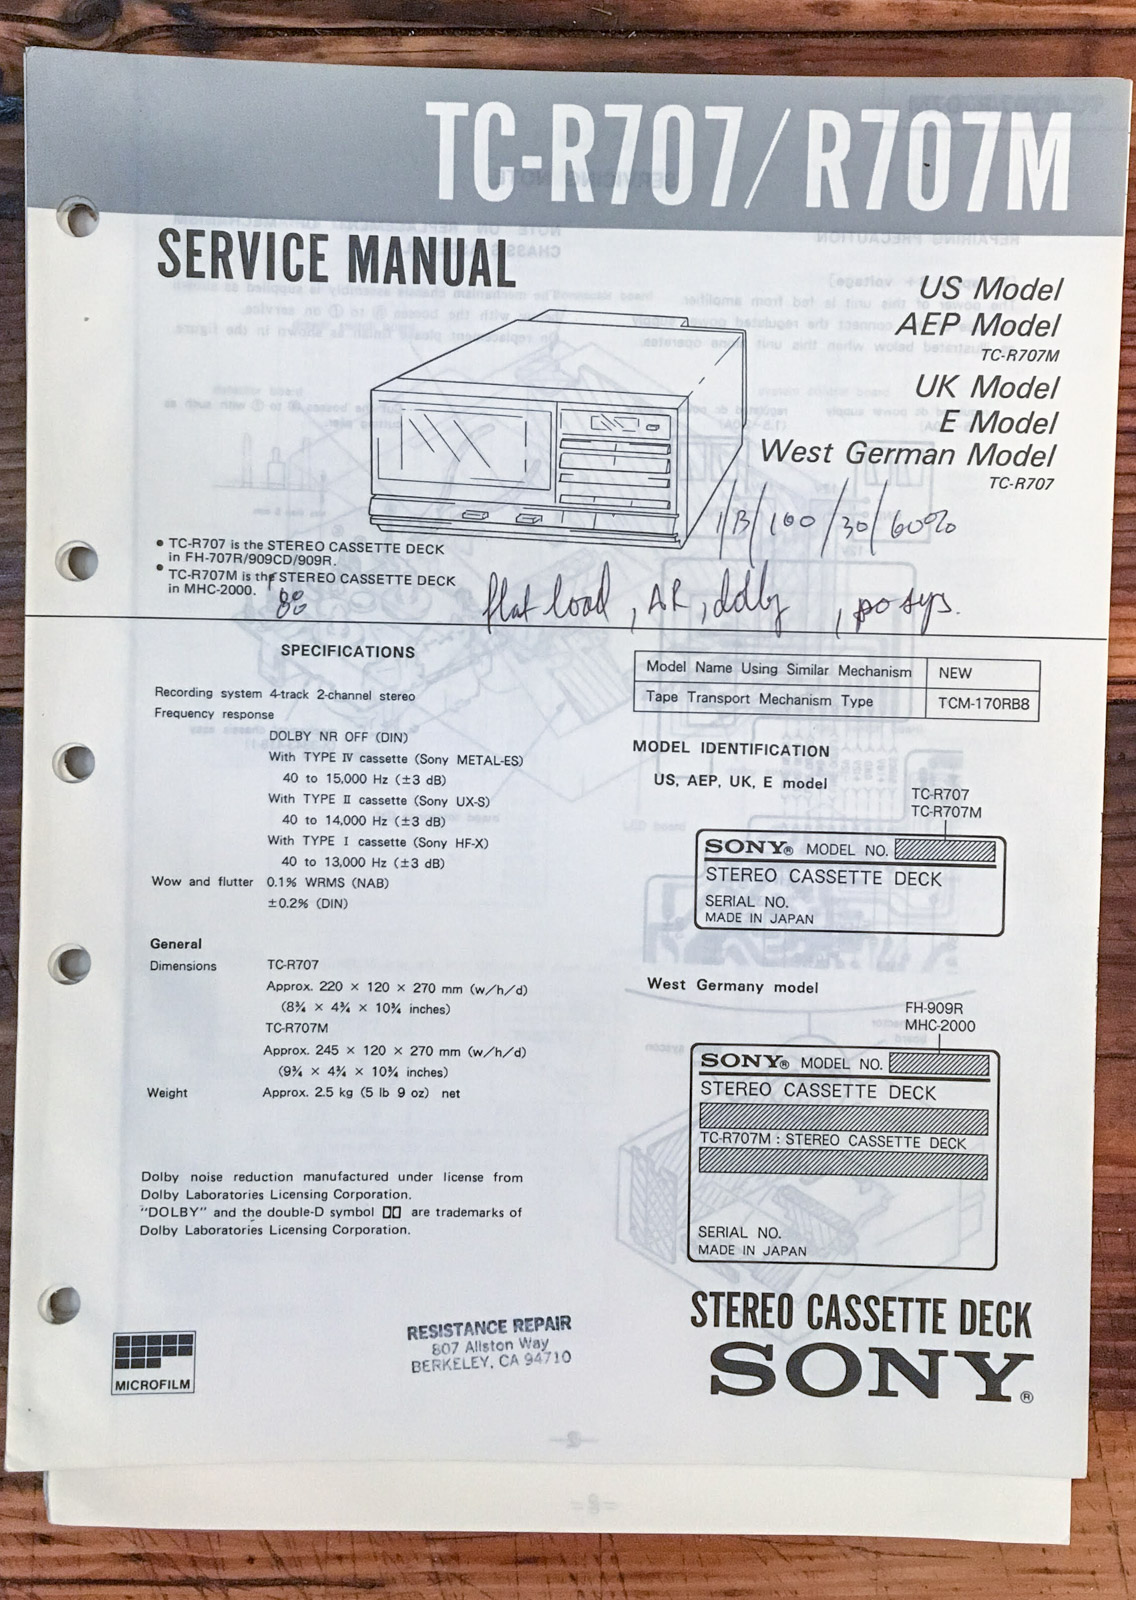 TC-R707/R707M
SERVICE MANUAL
US Model
AEP Model
TC-R707M
UK Model
E Model
West German Model
TC-R707
1/B/100/30/60%
• TC-R707 is the STEREO CASSETTE DECK
in FH-707R/909CD/909R.
• TC-R707M is the STEREO CASSETTE DECK
in MHC-2000.
flat load, AR, dolby, po sys.
SPECIFICATIONS
Recording system 4-track 2-channel stereo
Frequency response
DOLBY NR OFF (DIN)
With TYPE IV cassette (Sony METAL-ES)
40 to 15,000 Hz (±3 dB)
With TYPE II cassette (Sony UX-S)
40 to 14,000 Hz (±3 dB)
With TYPE I cassette (Sony HF-X)
40 to 13,000 Hz (±3 dB)
Wow and flutter 0.1% WRMS (NAB)
±0.2% (DIN)
General
Dimensions TC-R707
Approx. 220 × 120 × 270 mm (w/h/d)
(8¾ × 4¾ × 10¾ inches)
TC-R707M
Approx. 245 × 120 × 270 mm (w/h/d)
(9¾ × 4¾ × 10¾ inches)
Weight Approx. 2.5 kg (5 lb 9 oz) net
Dolby noise reduction manufactured under license from
Dolby Laboratories Licensing Corporation.
"DOLBY" and the double-D symbol are trademarks of
Dolby Laboratories Licensing Corporation.
Model Name Using Similar Mechanism NEW
Tape Transport Mechanism Type TCM-170RB8
MODEL IDENTIFICATION
US, AEP, UK, E model
TC-R707
TC-R707M
SONY® MODEL NO.
STEREO CASSETTE DECK
SERIAL NO.
MADE IN JAPAN
West Germany model
FH-909R
MHC-2000
SONY® MODEL NO.
STEREO CASSETTE DECK
TC-R707M : STEREO CASSETTE DECK
SERIAL NO.
MADE IN JAPAN
MICROFILM
RESISTANCE REPAIR
807 Allston Way
BERKELEY, CA 94710
STEREO CASSETTE DECK
SONY®